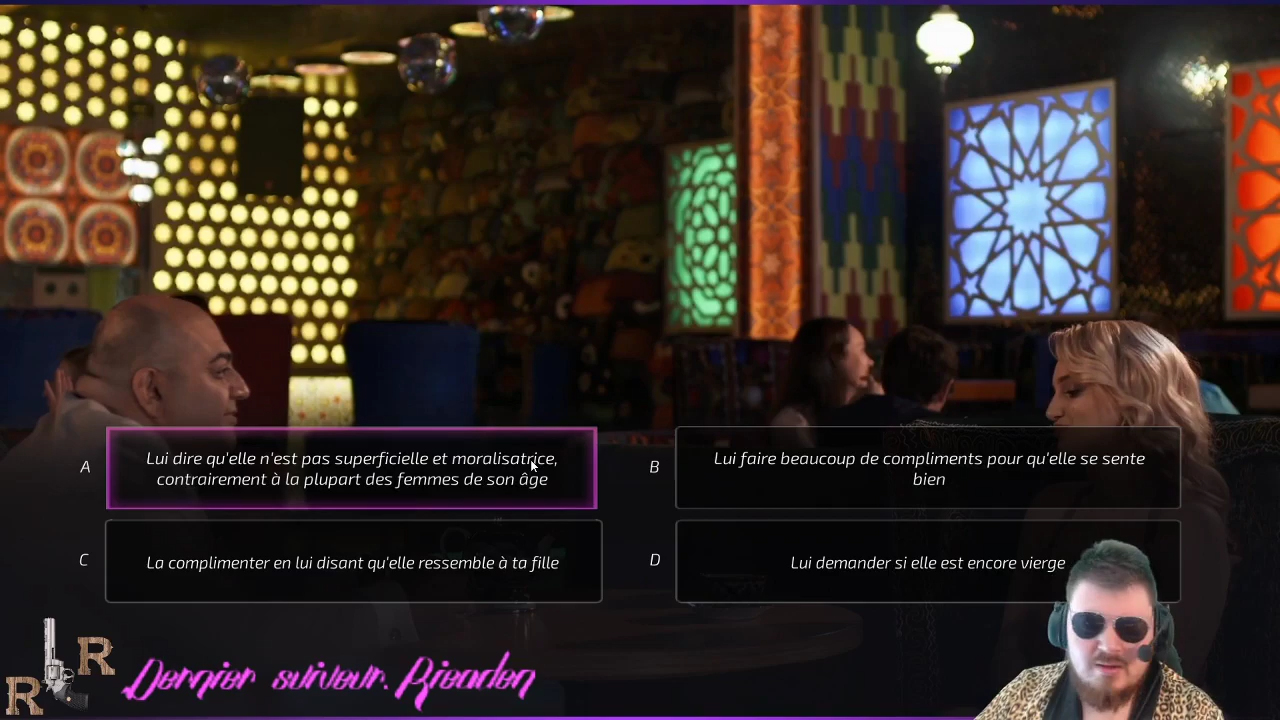 A
Lui dire qu'elle n'est pas superficielle et moralisatrice,
contrairement à la plupart des femmes de son âge
B
Lui faire beaucoup de compliments pour qu'elle se sente
bien
C
La complimenter en lui disant qu'elle ressemble à ta fille
D
Lui demander si elle est encore vierge
R
R
Dernier suiveur: Rjeaden